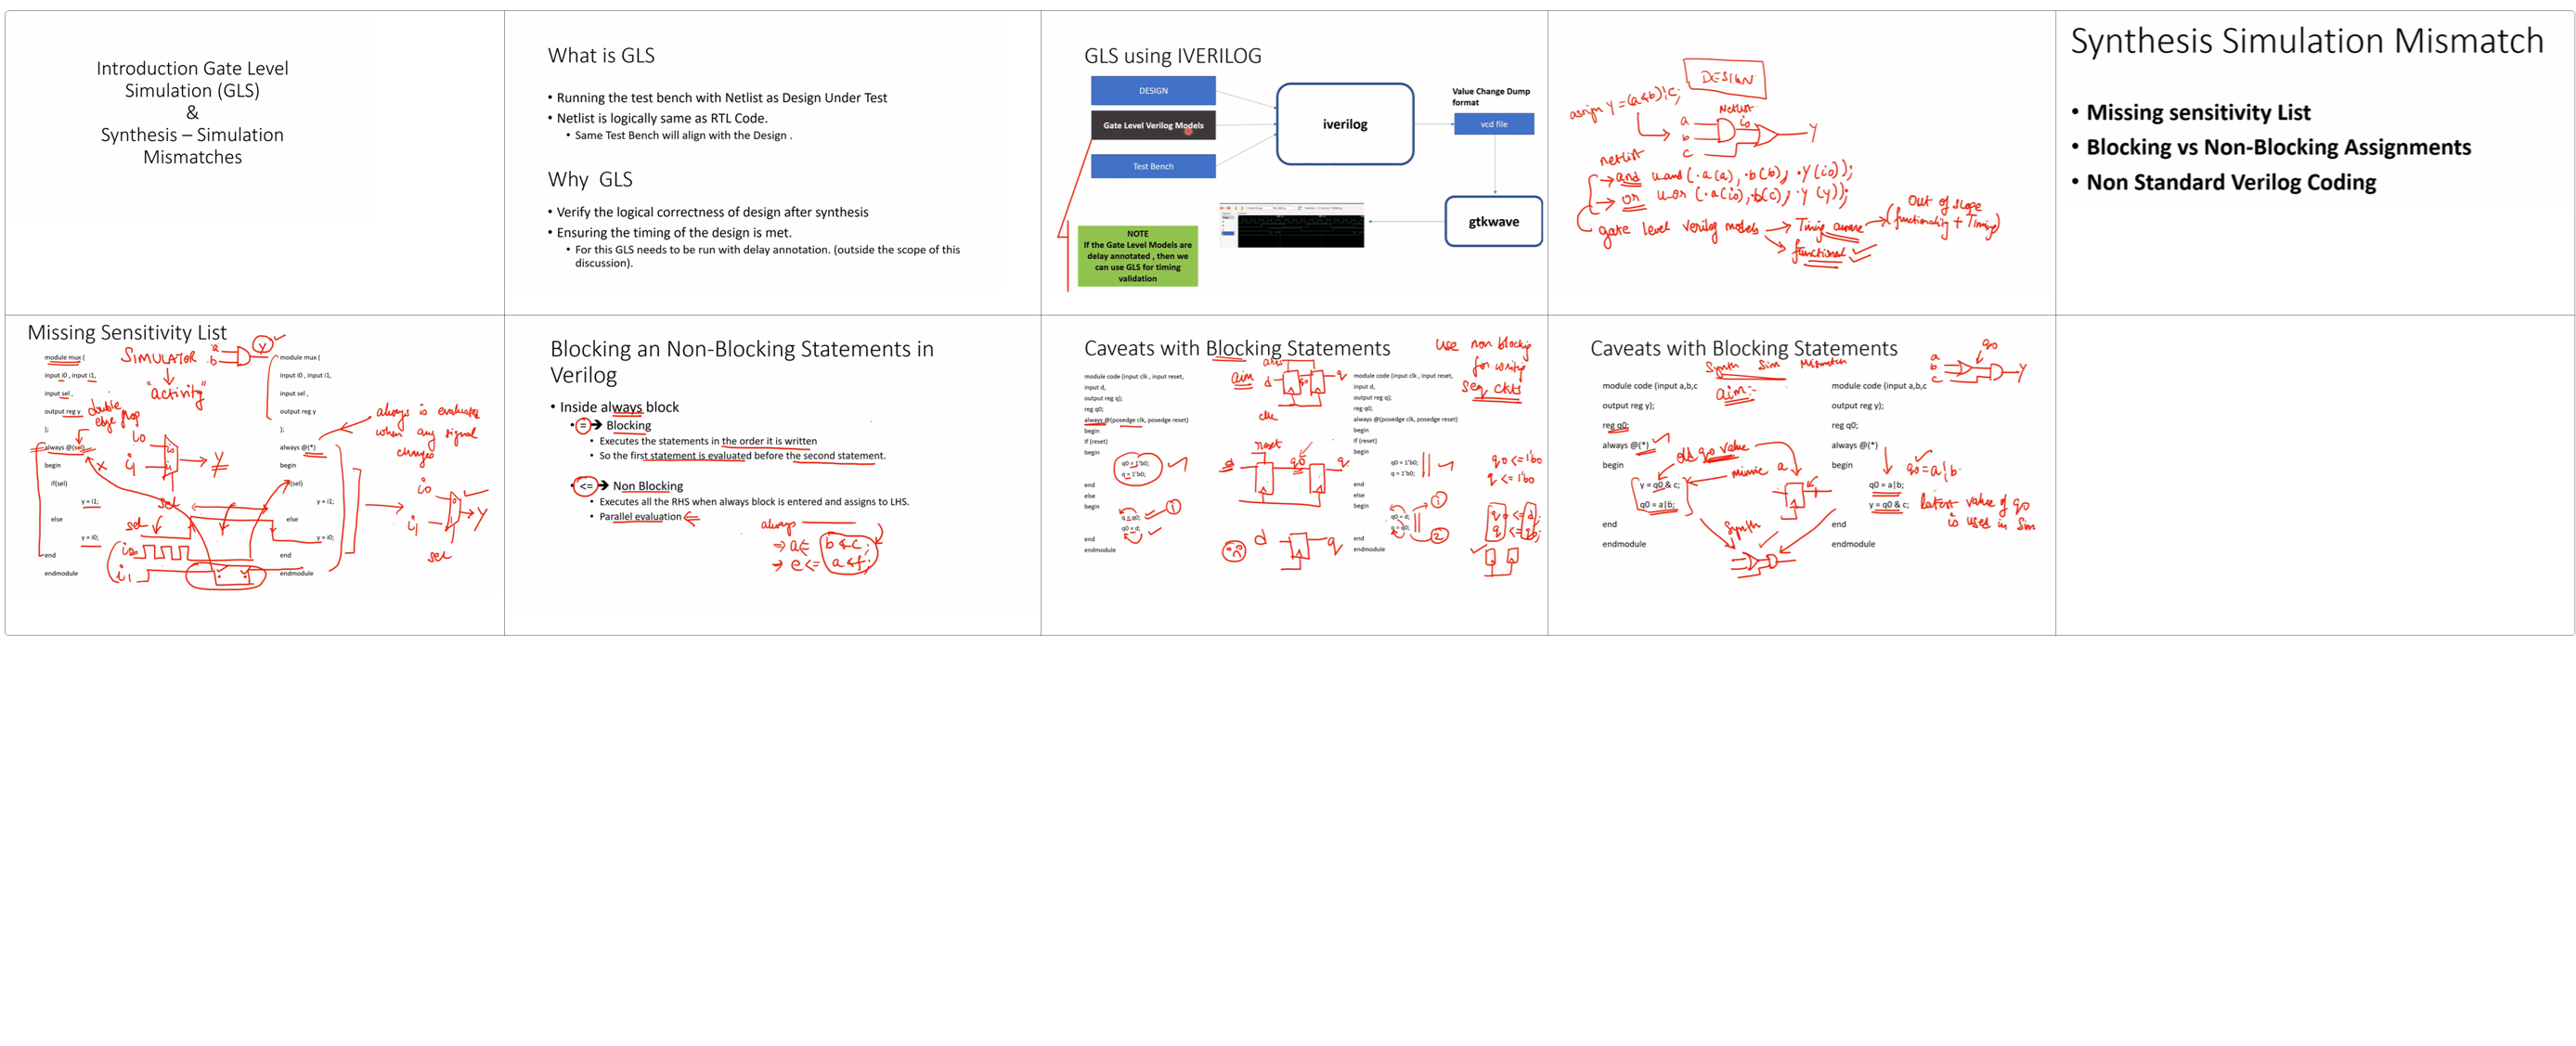 Introduction Gate Level
Simulation (GLS)
&
Synthesis – Simulation
Mismatches
What is GLS
• Running the test bench with Netlist as Design Under Test
• Netlist is logically same as RTL Code.
• Same Test Bench will align with the Design .
Why GLS
• Verify the logical correctness of design after synthesis
• Ensuring the timing of the design is met.
• For this GLS needs to be run with delay annotation. (outside the scope of this
discussion).
GLS using IVERILOG
DESIGN
Gate Level Verilog Models
Test Bench
iverilog
Value Change Dump
format
vcd file
gtkwave
NOTE
If the Gate Level Models are
delay annotated , then we
can use GLS for timing
validation
DESIGN
assign y = (a&b)|c;
Netlist
a
b
c
i0
Y
netlist
and uand (.a(a), .b(b), .y(i0));
or uor (.a(i0), .b(c), .y(y));
gate level verilog models → Timing aware → (functionality + Timing)
Out of scope
→ functional
Synthesis Simulation Mismatch
• Missing sensitivity List
• Blocking vs Non-Blocking Assignments
• Non Standard Verilog Coding
Missing Sensitivity List
module mux (
input i0 , input i1,
input sel ,
output reg y
);
always @(sel)
begin
if(sel)
y = i1;
else
y = i0;
end
endmodule
SIMULATOR
"activity"
a
b
y
double
edge flop
i0
i1
Y
sel
sel
i0
i1
module mux (
input i0 , input i1,
input sel ,
output reg y
);
always @(*)
begin
if(sel)
y = i1;
else
y = i0;
end
endmodule
always is evaluated
when any signal
changes
i0
i1
Y
sel
Blocking an Non-Blocking Statements in
Verilog
• Inside always block
• = → Blocking
• Executes the statements in the order it is written
• So the first statement is evaluated before the second statement.
• <= → Non Blocking
• Executes all the RHS when always block is entered and assigns to LHS.
• Parallel evaluation
always
→ a <= b&c;
→ e <= a&f;
Caveats with Blocking Statements
module code (input clk , input reset,
input d,
output reg q);
reg q0;
always @(posedge clk, posedge reset)
begin
If (reset)
begin
q0 = 1'b0;
q = 1'b0;
end
else
begin
q = q0;
q0 = d;
end
endmodule
aim
d
q0
q
clk
reset
d
q0
q
d
q
module code (input clk , input reset,
input d,
output reg q);
reg q0;
always @(posedge clk, posedge reset)
begin
If (reset)
begin
q0 = 1'b0;
q = 1'b0;
end
else
begin
q0 = d;
q = q0;
end
endmodule
use non blocking
for writing
seq ckts
q0 <= 1'b0
q <= 1'b0
q0 <= d;
q <= q0;
Caveats with Blocking Statements
Synth Sim Mismatch
aim:-
module code (input a,b,c
output reg y);
reg q0;
always @(*)
begin
y = q0 & c;
q0 = a|b;
end
endmodule
old q0 value
mimic a
Synth
module code (input a,b,c
output reg y);
reg q0;
always @(*)
begin
q0 = a|b;
y = q0 & c;
end
endmodule
a
b
c
q0
Y
q0 = a|b.
latest value of q0
is used in sim